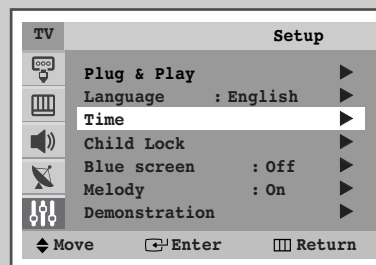 TV Setup
Plug & Play
Language : English
Time
Child Lock
Blue screen : Off
Melody : On
Demonstration
Move Enter Return